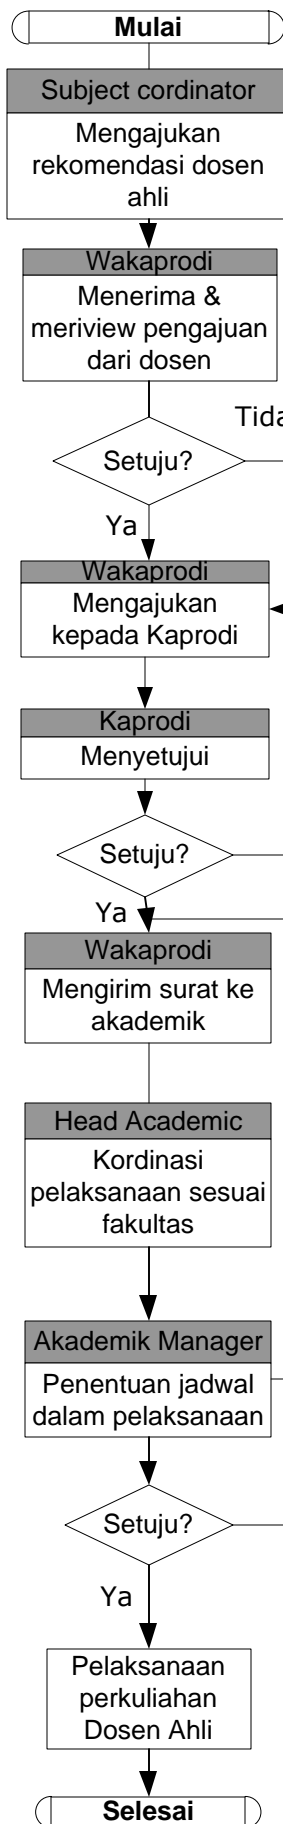 Mulai
Subject cordinator
Mengajukan
rekomendasi dosen
ahli
Wakaprodi
Menerima &
meriview pengajuan
dari dosen
Tida
Setuju?
Ya
Wakaprodi
Mengajukan
kepada Kaprodi
Kaprodi
Menyetujui
Setuju?
Ya
Wakaprodi
Mengirim surat ke
akademik
Head Academic
Kordinasi
pelaksanaan sesuai
fakultas
Akademik Manager
Penentuan jadwal
dalam pelaksanaan
Setuju?
Ya
Pelaksanaan
perkuliahan
Dosen Ahli
Selesai